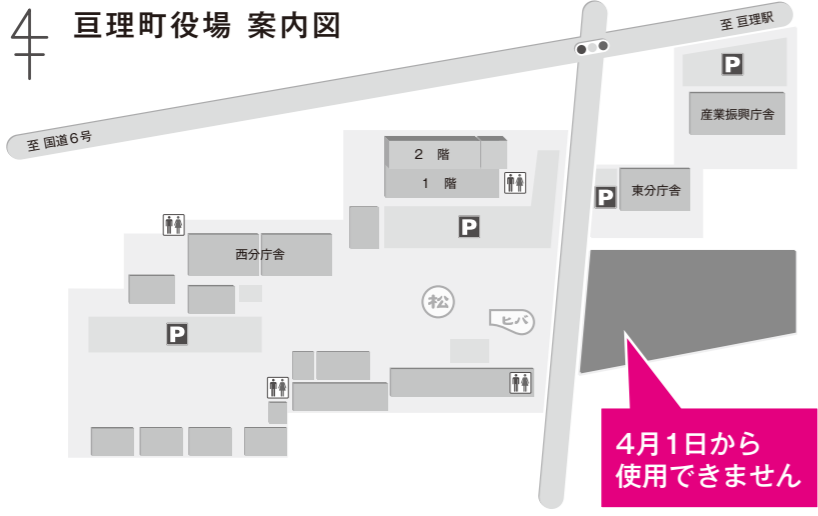 亘理町役場 案内図
至 亘理駅
至 国道6号
P
産業振興庁舎
2 階
1 階
P
東分庁舎
P
西分庁舎
松
ヒバ
P
4月1日から
使用できません